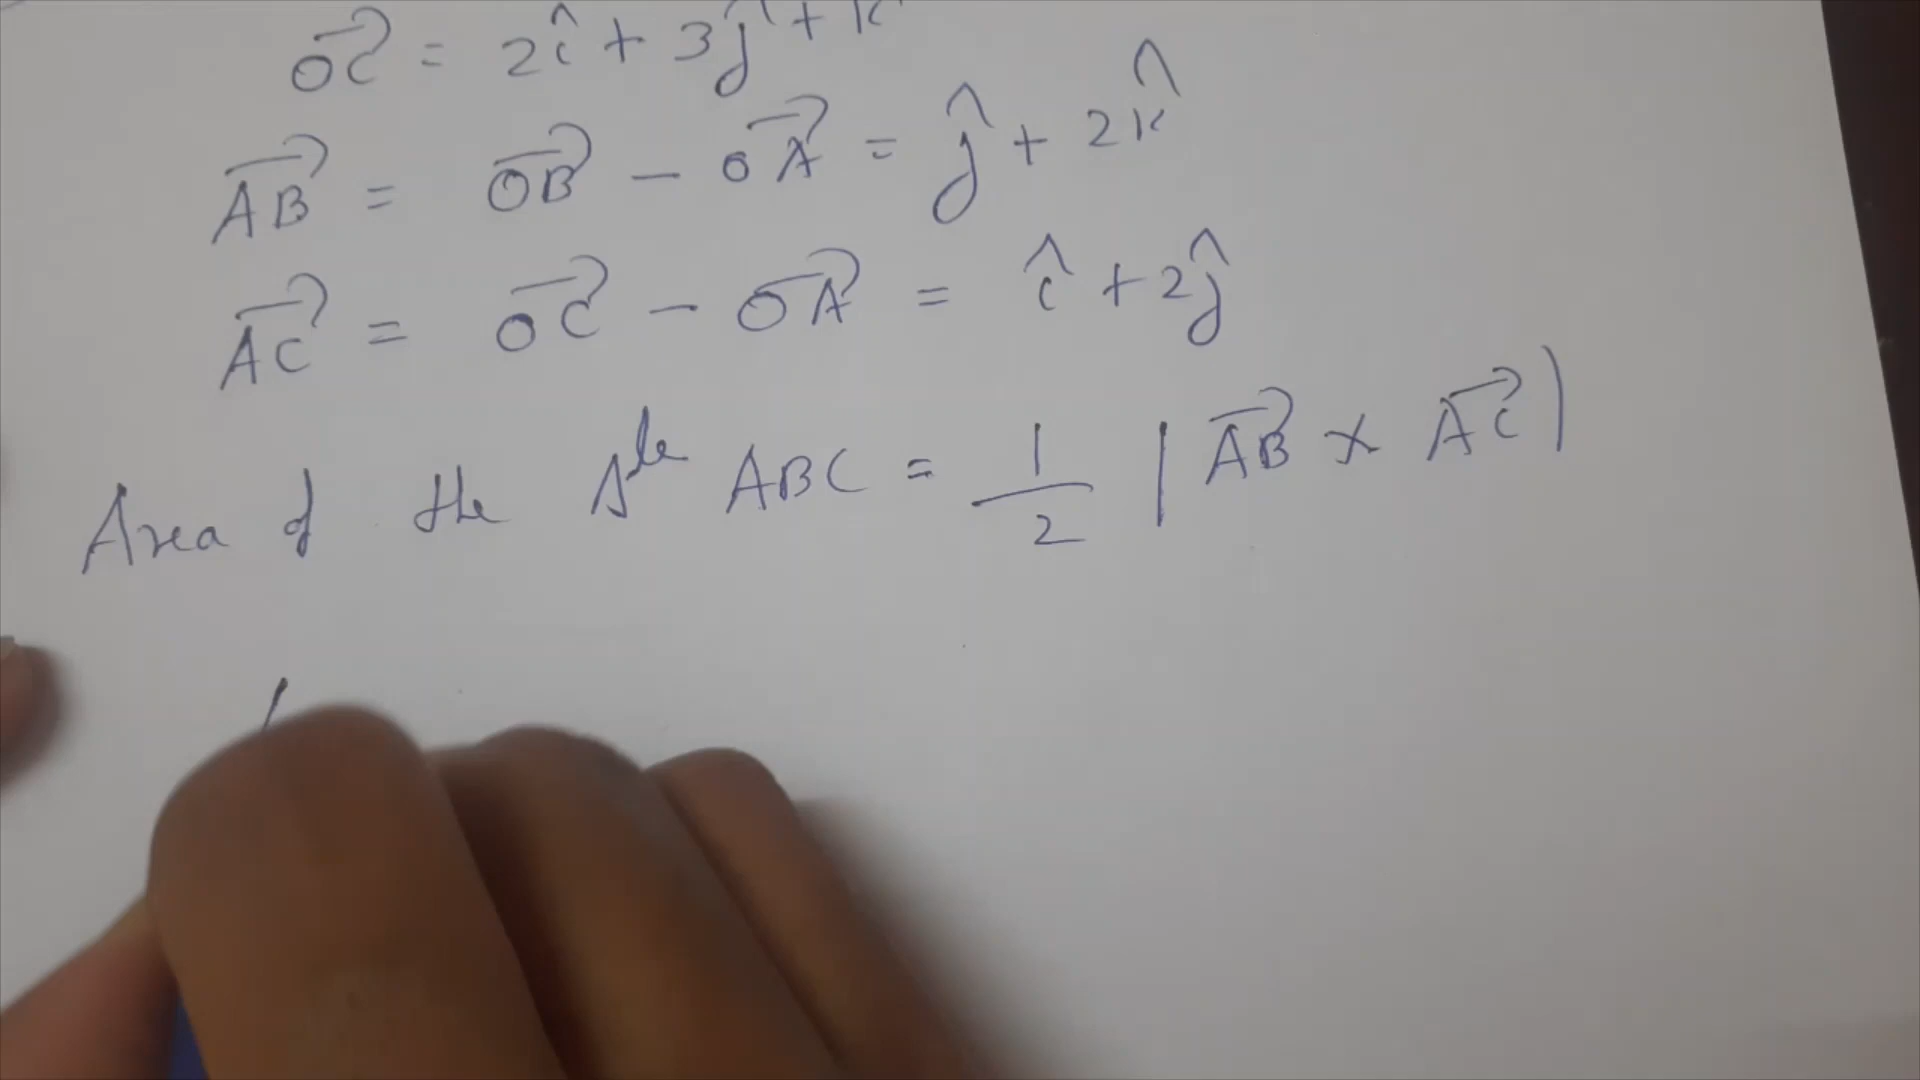 →OC = 2î + 3ĵ + k̂
→AB = →OB - →OA = ĵ + 2k̂
→AC = →OC - →OA = î + 2ĵ
Area of the Δle ABC = 1/2 |→AB × →AC|